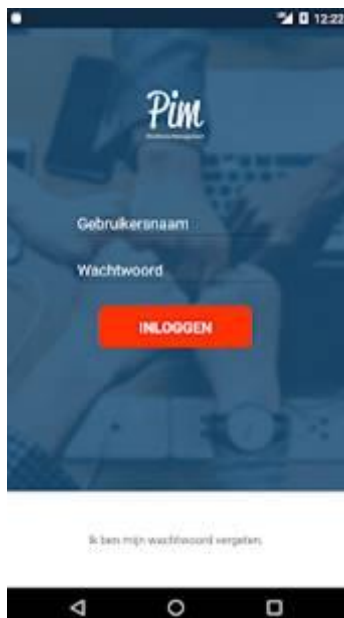 12:22
Pim
Gebruikersnaam
Wachtwoord
INLOGGEN
Ik ben mijn wachtwoord vergeten.